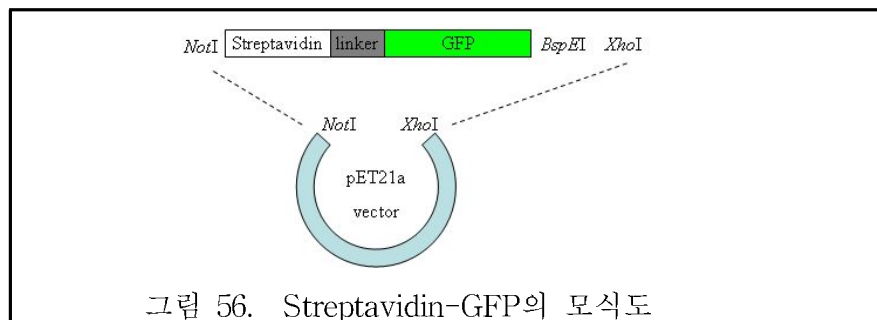 NotI Streptavidin linker GFP BspEI XhoI
NotI XhoI
pET21a
vector
그림 56. Streptavidin-GFP의 모식도